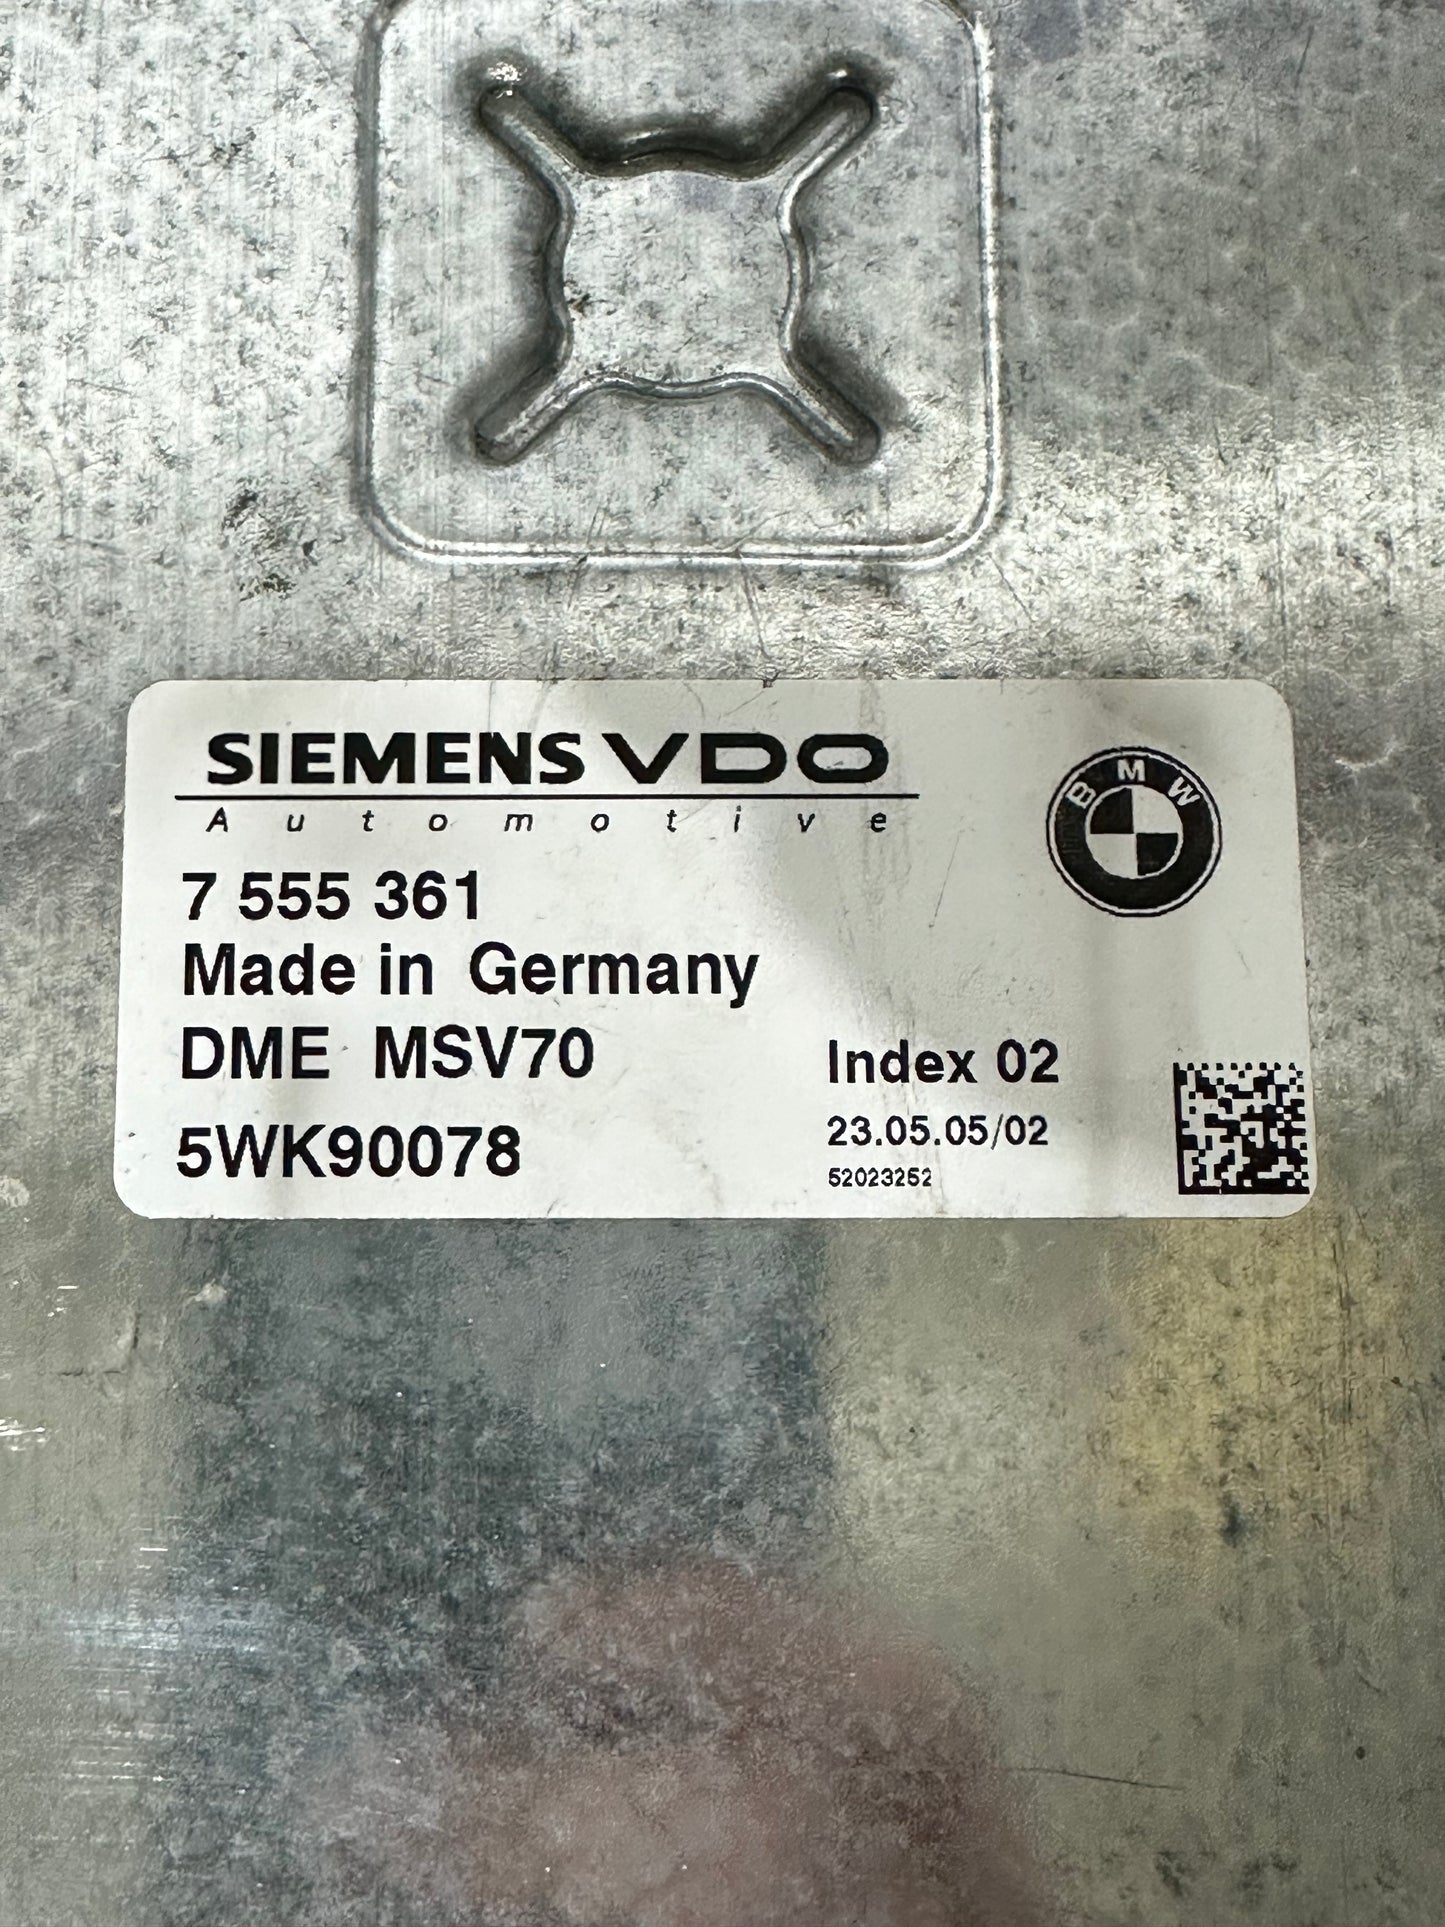 SIEMENS VDO
Automotive
BMW
7 555 361
Made in Germany
DME MSV70
Index 02
5WK90078
23.05.05/02
52023252